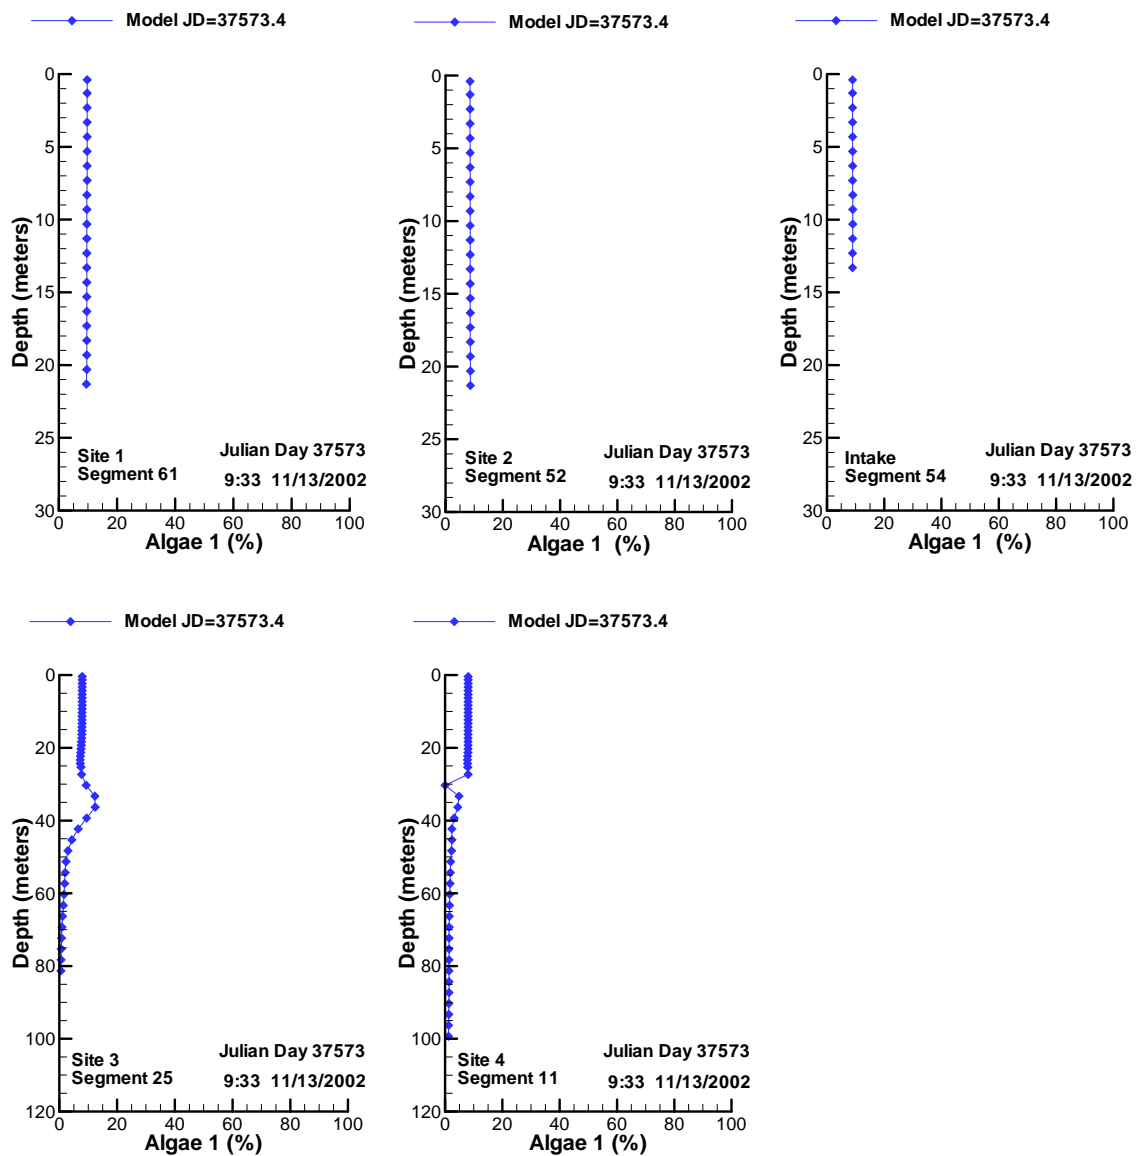 Model JD=37573.4
0
5
10
15
20
25
30
Depth (meters)
Site 1
Segment 61
Julian Day 37573
9:33 11/13/2002
0 20 40 60 80 100
Algae 1 (%)
Model JD=37573.4
0
5
10
15
20
25
30
Depth (meters)
Site 2
Segment 52
Julian Day 37573
9:33 11/13/2002
0 20 40 60 80 100
Algae 1 (%)
Model JD=37573.4
0
5
10
15
20
25
30
Depth (meters)
Intake
Segment 54
Julian Day 37573
9:33 11/13/2002
0 20 40 60 80 100
Algae 1 (%)
Model JD=37573.4
0
20
40
60
80
100
120
Depth (meters)
Site 3
Segment 25
Julian Day 37573
9:33 11/13/2002
0 20 40 60 80 100
Algae 1 (%)
Model JD=37573.4
0
20
40
60
80
100
120
Depth (meters)
Site 4
Segment 11
Julian Day 37573
9:33 11/13/2002
0 20 40 60 80 100
Algae 1 (%)